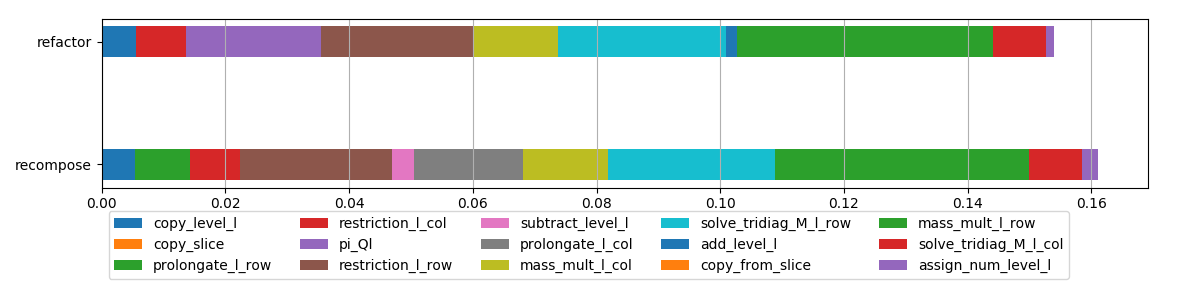 refactor
recompose
0.00 0.02 0.04 0.06 0.08 0.10 0.12 0.14 0.16
copy_level_l restriction_l_col subtract_level_l solve_tridiag_M_l_row mass_mult_l_row
copy_slice pi_Ql prolongate_l_col add_level_l solve_tridiag_M_l_col
prolongate_l_row restriction_l_row mass_mult_l_col copy_from_slice assign_num_level_l